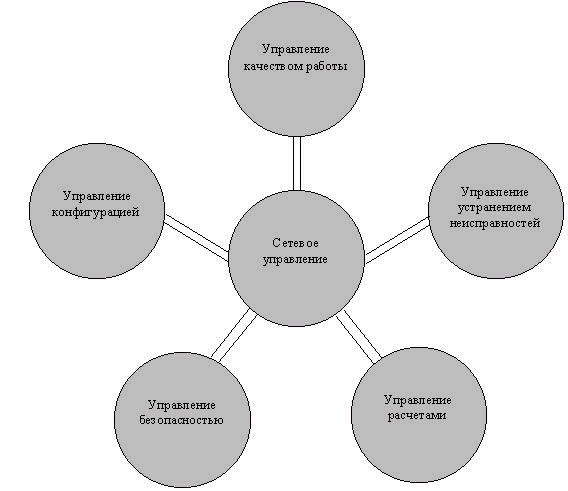 Управление
качеством работы
Управление
конфигурацией
Управление
устранением
неисправностей
Сетевое
управление
Управление
безопасностью
Управление
расчетами